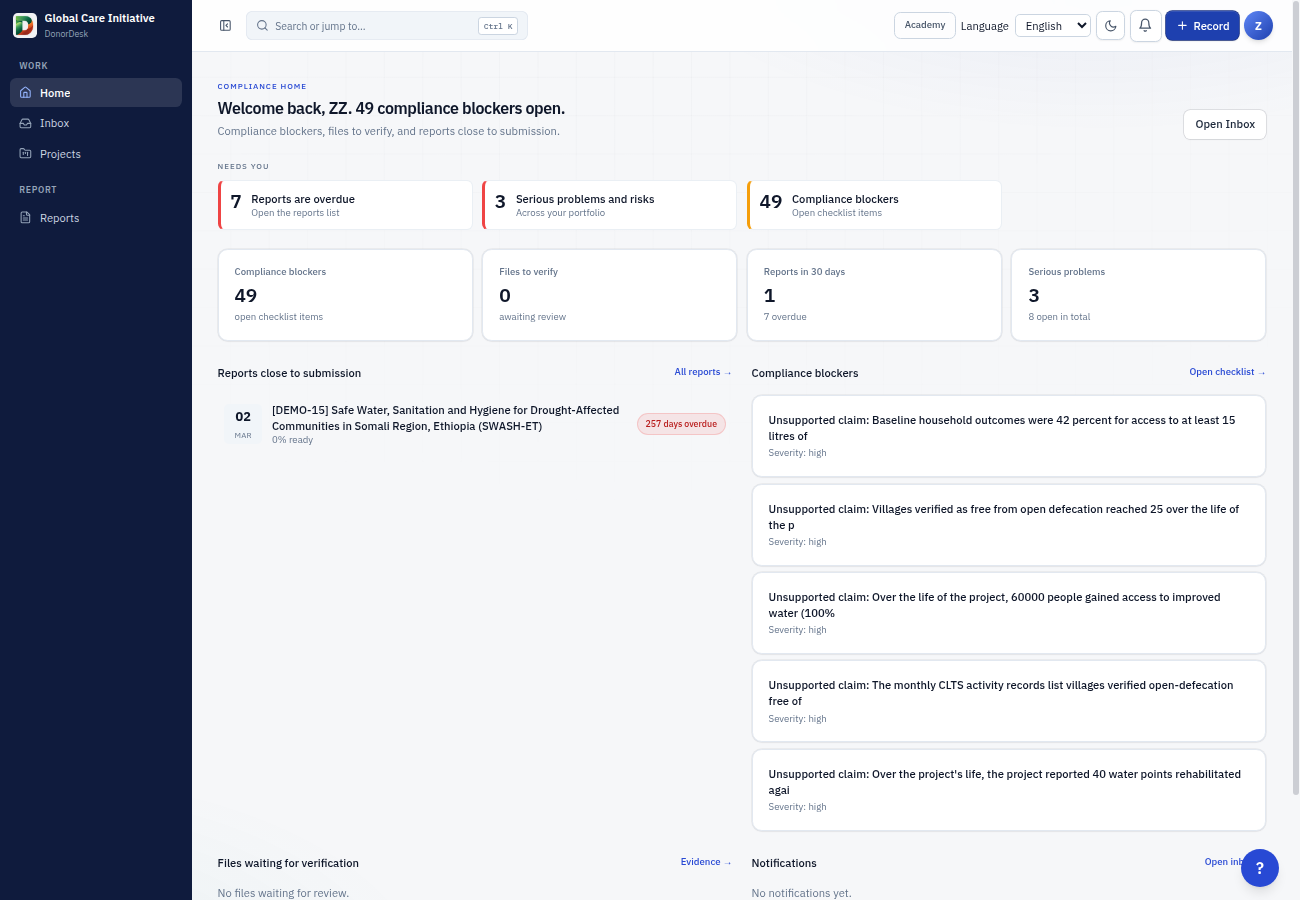 Global Care Initiative
DonorDesk
WORK
Home
Inbox
Projects
REPORT
Reports
Search or jump to...
Ctrl K
Academy
Language
English
+ Record
Z
COMPLIANCE HOME
Welcome back, ZZ. 49 compliance blockers open.
Compliance blockers, files to verify, and reports close to submission.
Open Inbox
NEEDS YOU
7 Reports are overdue
Open the reports list
3 Serious problems and risks
Across your portfolio
49 Compliance blockers
Open checklist items
Compliance blockers
49
open checklist items
Files to verify
0
awaiting review
Reports in 30 days
1
7 overdue
Serious problems
3
8 open in total
Reports close to submission
All reports →
02
MAR
[DEMO-15] Safe Water, Sanitation and Hygiene for Drought-Affected
Communities in Somali Region, Ethiopia (SWASH-ET)
0% ready
257 days overdue
Compliance blockers
Open checklist →
Unsupported claim: Baseline household outcomes were 42 percent for access to at least 15
litres of
Severity: high
Unsupported claim: Villages verified as free from open defecation reached 25 over the life of
the p
Severity: high
Unsupported claim: Over the life of the project, 60000 people gained access to improved
water (100%
Severity: high
Unsupported claim: The monthly CLTS activity records list villages verified open-defecation
free of
Severity: high
Unsupported claim: Over the project's life, the project reported 40 water points rehabilitated
agai
Severity: high
Files waiting for verification
Evidence →
No files waiting for review.
Notifications
Open inb
No notifications yet.
?